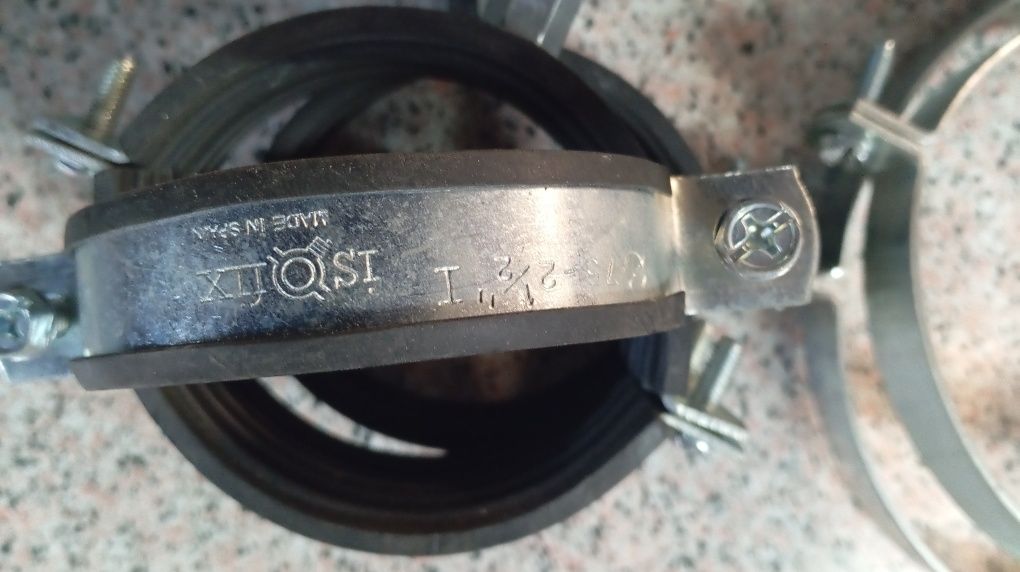 2½" ISOfix
MADE IN SPAIN